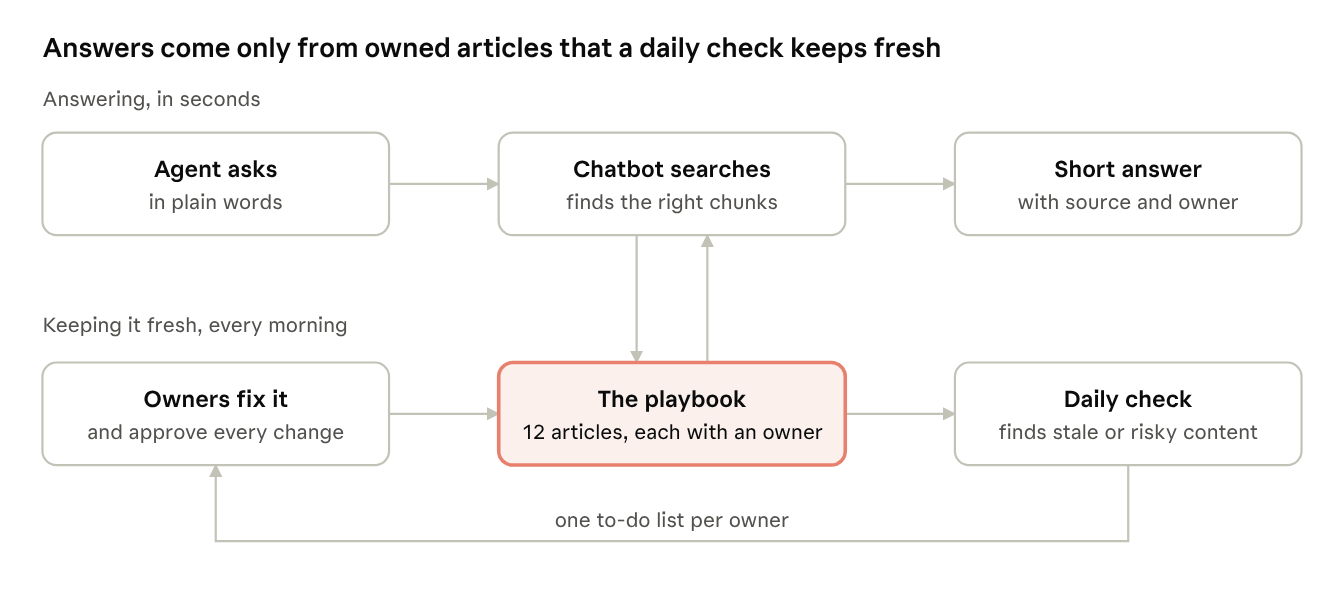 Answers come only from owned articles that a daily check keeps fresh
Answering, in seconds
Agent asks
in plain words
Chatbot searches
finds the right chunks
Short answer
with source and owner
Keeping it fresh, every morning
Owners fix it
and approve every change
The playbook
12 articles, each with an owner
Daily check
finds stale or risky content
one to-do list per owner